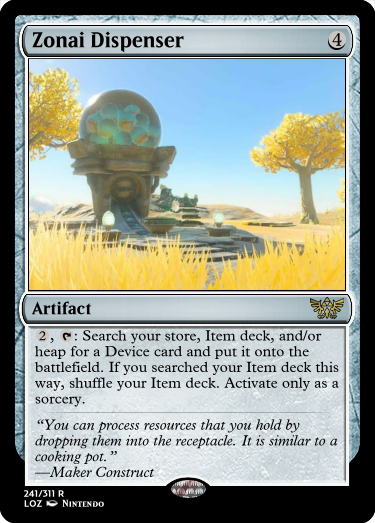 Zonai Dispenser 4
Artifact
2, T: Search your store, Item deck, and/or
heap for a Device card and put it onto the
battlefield. If you searched your Item deck this
way, shuffle your Item deck. Activate only as a
sorcery.
“You can process resources that you hold by
dropping them into the receptacle. It is similar to a
cooking pot.”
—Maker Construct
241/311 R
LOZ Nintendo